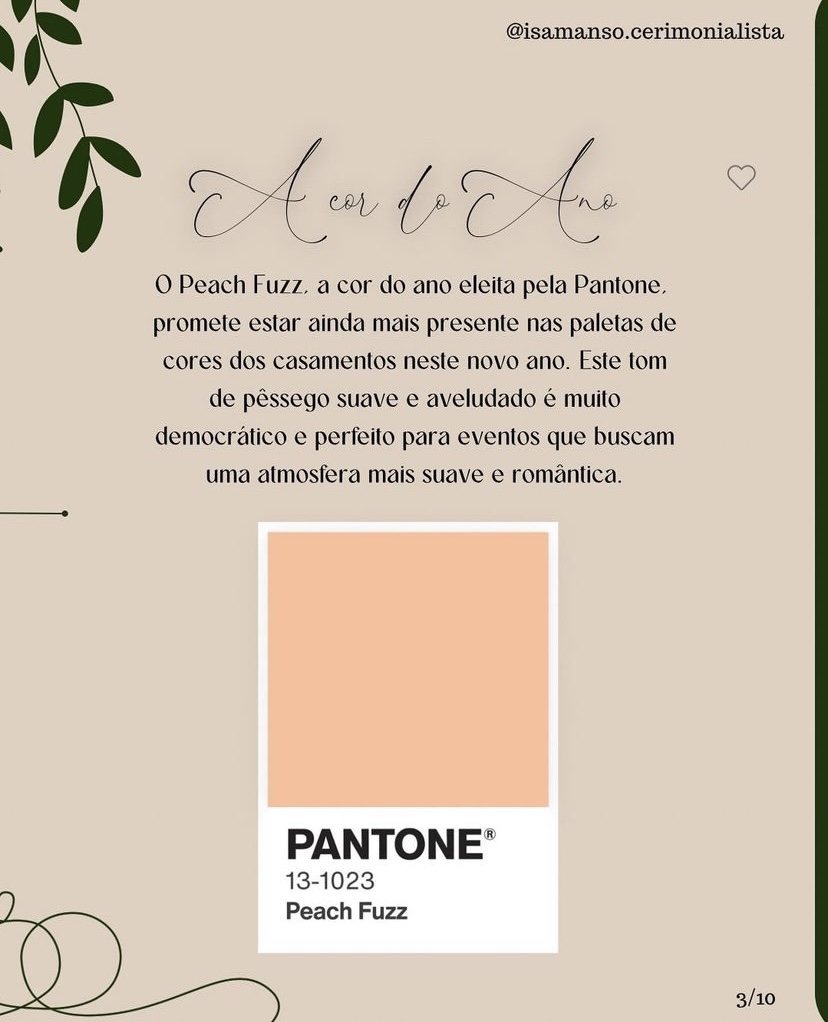 @isamanso.cerimonialista
A cor do Ano
O Peach Fuzz, a cor do ano eleita pela Pantone,
promete estar ainda mais presente nas paletas de
cores dos casamentos neste novo ano. Este tom
de pêssego suave e aveludado é muito
democrático e perfeito para eventos que buscam
uma atmosfera mais suave e romântica.
PANTONE®
13-1023
Peach Fuzz
3/10